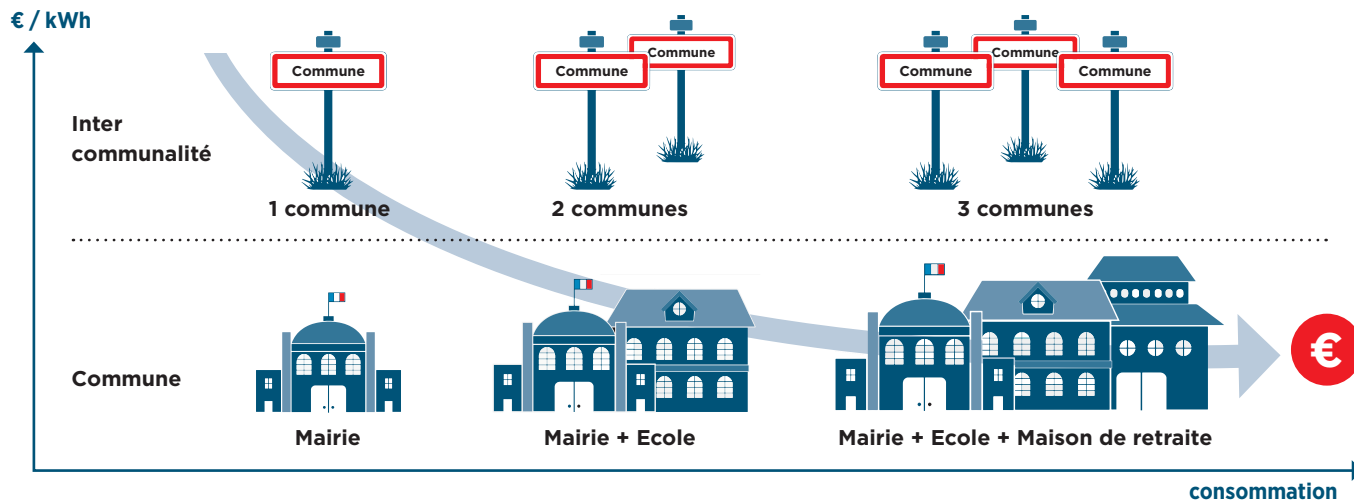 € / kWh
Commune
Commune
Commune
Commune
Commune
Commune
Inter
communalité
1 commune
2 communes
3 communes
Commune
€
Mairie
Mairie + Ecole
Mairie + Ecole + Maison de retraite
consommation